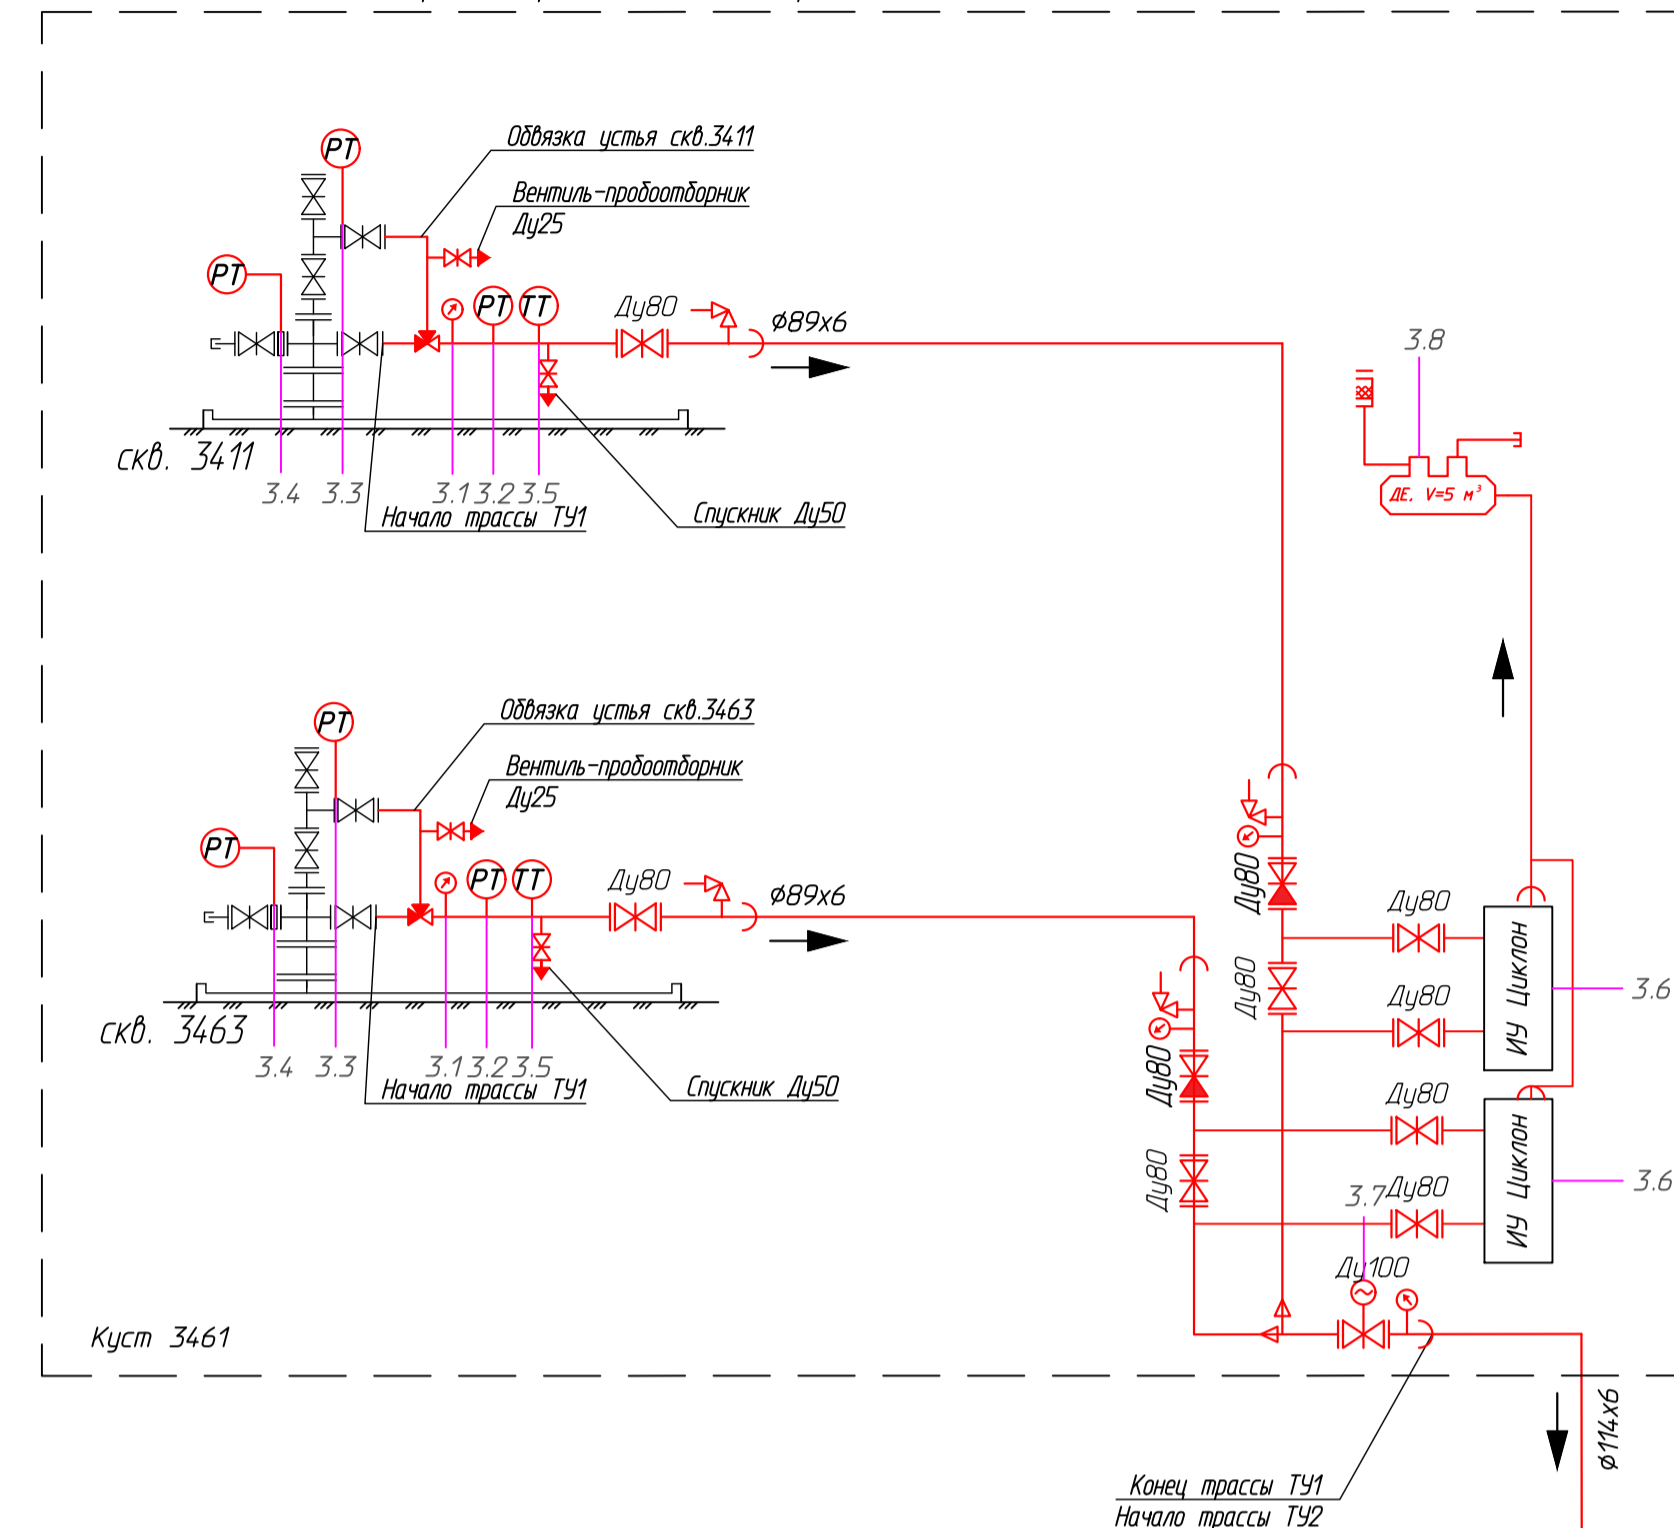 РТ
Обвязка устья скв.3411
Вентиль-пробоотборник
Ду25
РТ
РТ
ТТ
Ду80
ϕ89х6
скв. 3411
3.4
3.3
3.1
3.2
3.5
Начало трассы ТУ1
Спускник Ду50
3.8
ДЕ, V=5 м³
РТ
Обвязка устья скв.3463
Вентиль-пробоотборник
Ду25
РТ
РТ
ТТ
Ду80
ϕ89х6
скв. 3463
3.4
3.3
3.1
3.2
3.5
Начало трассы ТУ1
Спускник Ду50
Ду80
Ду80
Ду80
Ду80
Ду80
Ду80
Ду80
3.7
Ду80
ИУ Циклон
3.6
ИУ Циклон
3.6
Ду100
Куст 3461
ϕ114х6
Конец трассы ТУ1
Начало трассы ТУ2